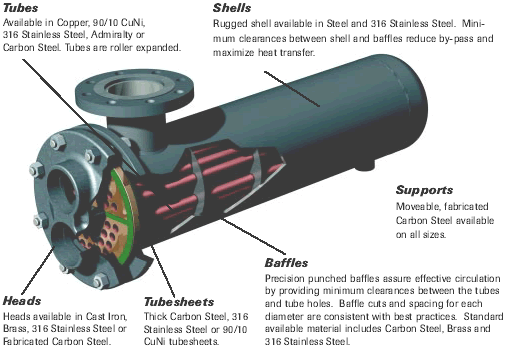 Tubes
Available in Copper, 90/10 CuNi,
316 Stainless Steel, Admiralty or
Carbon Steel. Tubes are roller expanded.
Shells
Rugged shell available in Steel and 316 Stainless Steel. Mini-
mum clearances between shell and baffles reduce by-pass and
maximize heat transfer.
Supports
Moveable, fabricated
Carbon Steel available
on all sizes.
Baffles
Precision punched baffles assure effective circulation
by providing minimum clearances between the tubes
and tube holes. Baffle cuts and spacing for each
diameter are consistent with best practices. Standard
available material includes Carbon Steel, Brass and
316 Stainless Steel.
Heads
Heads available in Cast Iron,
Brass, 316 Stainless Steel or
Fabricated Carbon Steel.
Tubesheets
Thick Carbon Steel, 316
Stainless Steel or 90/10
CuNi tubesheets.